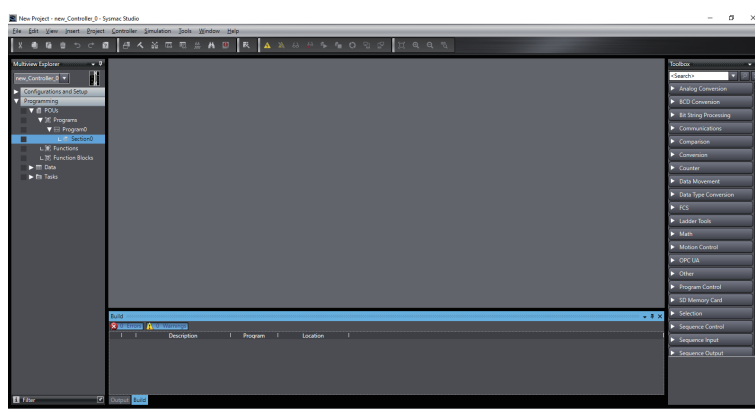 New Project - new_Controller_0 - Sysmac Studio
File Edit View Insert Project Controller Simulation Tools Window Help
Multiview Explorer
new_Controller_0
Configurations and Setup
Programming
POUs
Programs
Program0
Section0
Functions
Function Blocks
Data
Tasks
Filter
Build
0 Errors 0 Warnings
Description Program Location
Output Build
Toolbox
<Search>
Analog Conversion
BCD Conversion
Bit String Processing
Communications
Comparison
Conversion
Counter
Data Movement
Data Type Conversion
FCS
Ladder Tools
Math
Motion Control
OPC UA
Other
Program Control
SD Memory Card
Selection
Sequence Control
Sequence Input
Sequence Output